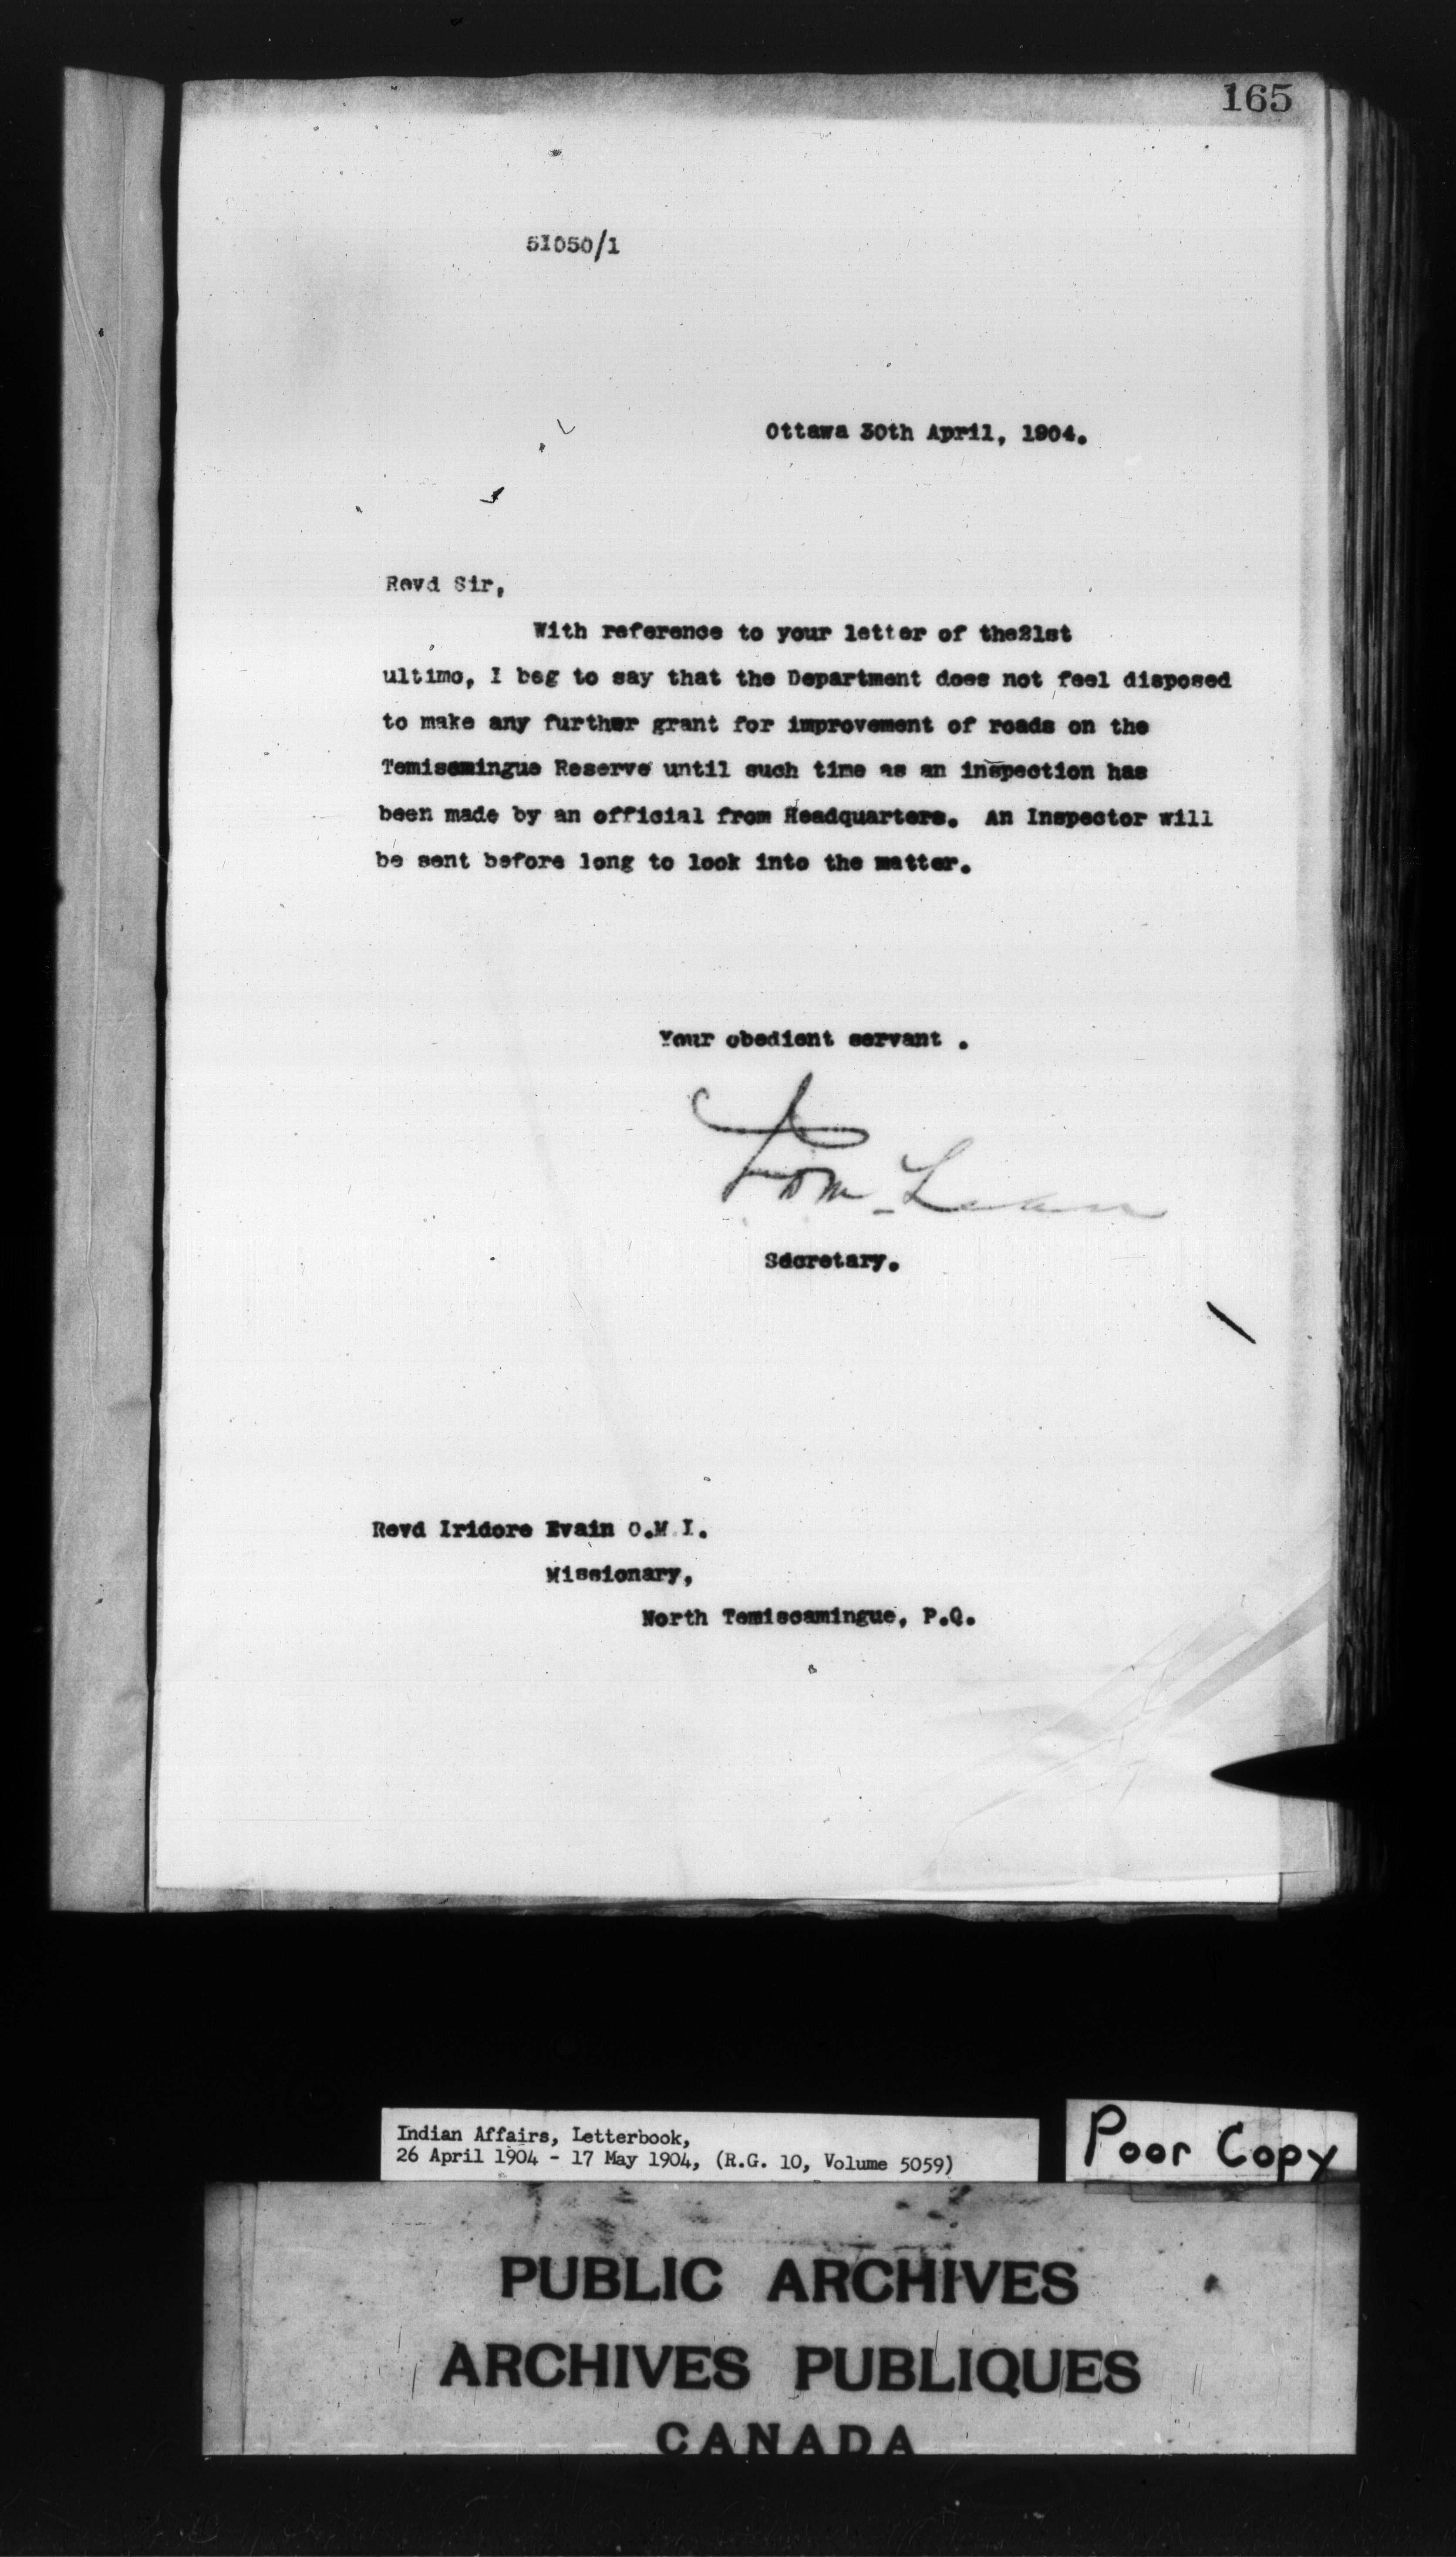 165
51050/1
Ottawa 30th April, 1904.
Revd Sir,
With reference to your letter of the21st
ultimo, I beg to say that the Department does not feel disposed
to make any further grant for improvement of roads on the
Temiscamingue Reserve until such time as an inspection has
been made by an official from Headquarters. An Inspector will
be sent before long to look into the matter.
Your obedient servant .
Secretary.
Revd Iridore Evain O.M.I.
Missionary,
North Temiscamingue, P.Q.
Indian Affairs, Letterbook,
26 April 1904 - 17 May 1904, (R.G. 10, Volume 5059)
Poor Copy
PUBLIC ARCHIVES
ARCHIVES PUBLIQUES
CANADA